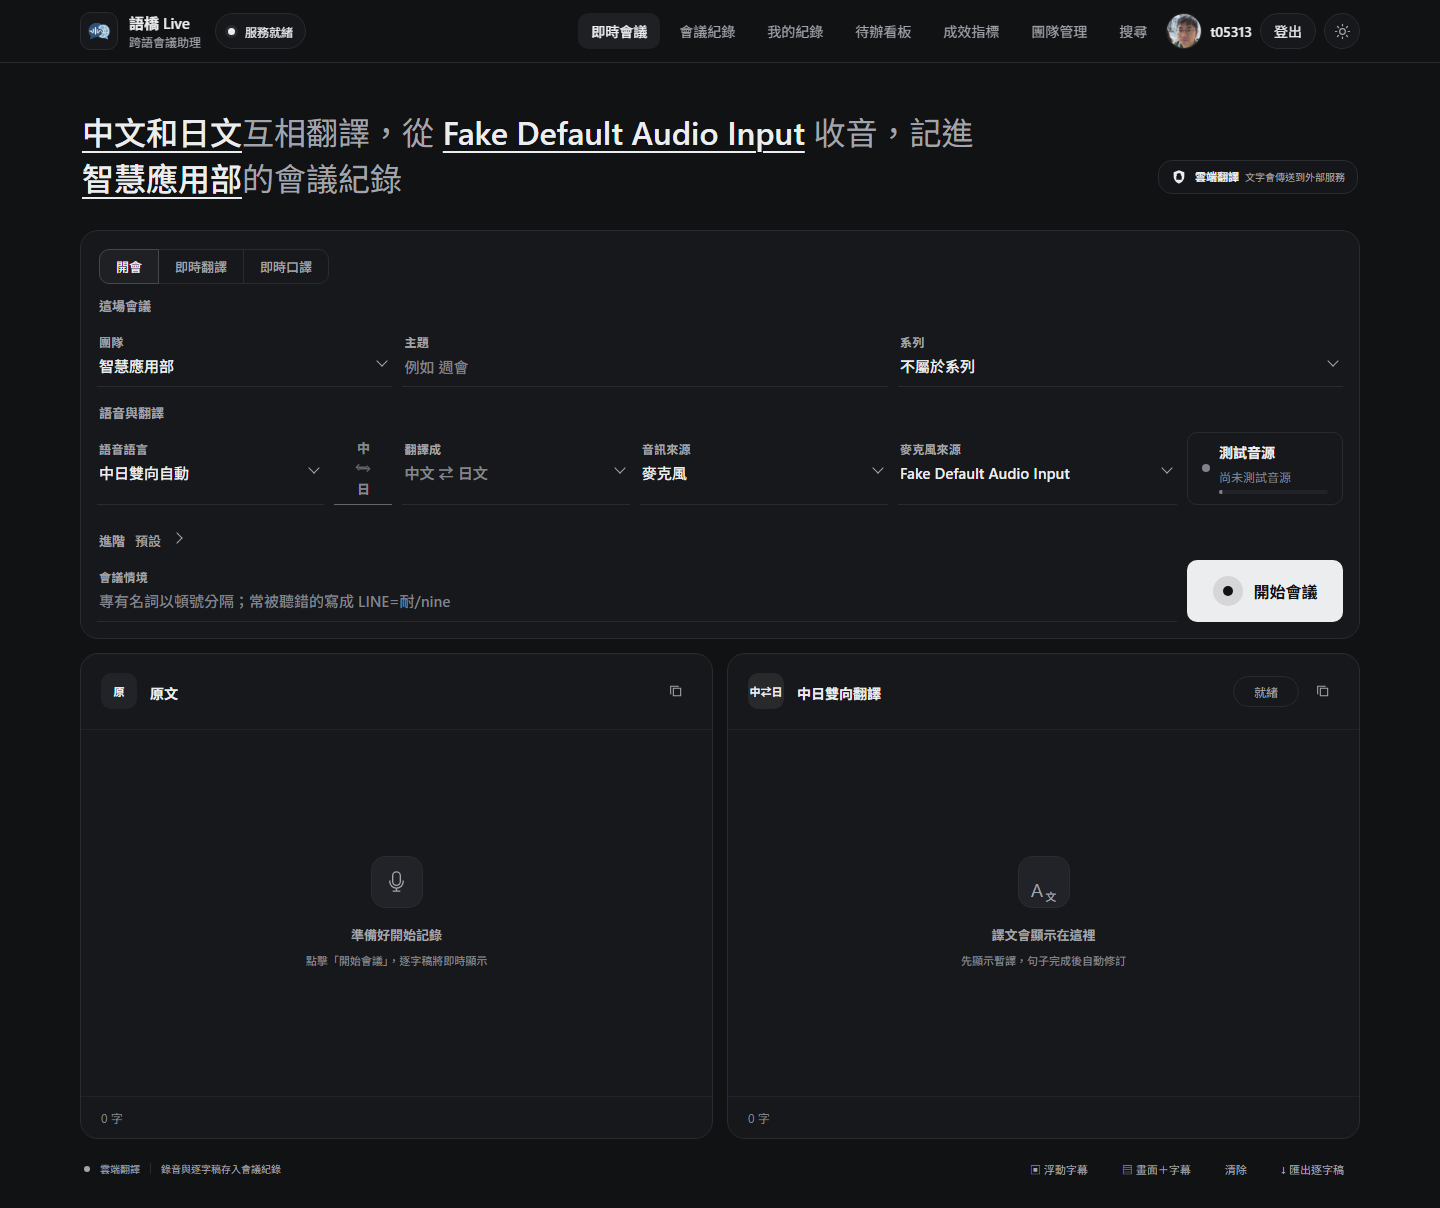 語橋 Live
跨語會議助理
服務就緒
即時會議
會議紀錄
我的紀錄
待辦看板
成效指標
團隊管理
搜尋
t05313
登出
中文和日文互相翻譯，從 Fake Default Audio Input 收音，記進
智慧應用部的會議紀錄
雲端翻譯 文字會傳送到外部服務
開會
即時翻譯
即時口譯
這場會議
團隊
智慧應用部
主題
例如 週會
系列
不屬於系列
語音與翻譯
語音語言
中日雙向自動
中
⇄
日
翻譯成
中文 ⇄ 日文
音訊來源
麥克風
麥克風來源
Fake Default Audio Input
測試音源
尚未測試音源
進階 預設
會議情境
專有名詞以頓號分隔；常被聽錯的寫成 LINE=耐/nine
開始會議
原
原文
中⇄日
中日雙向翻譯
就緒
準備好開始記錄
點擊「開始會議」，逐字稿將即時顯示
A文
譯文會顯示在這裡
先顯示暫譯，句子完成後自動修訂
0 字
0 字
雲端翻譯
錄音與逐字稿存入會議紀錄
浮動字幕
畫面＋字幕
清除
↓ 匯出逐字稿